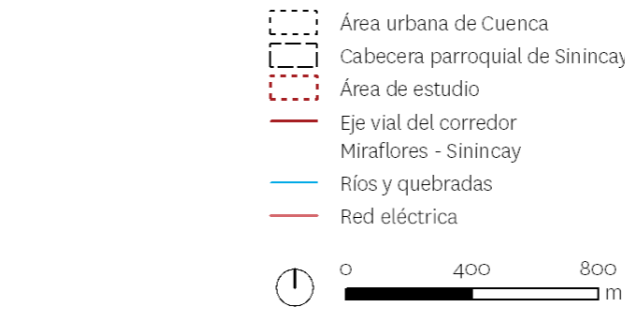 Área urbana de Cuenca
Cabecera parroquial de Sinincay
Área de estudio
Eje vial del corredor
Miraflores - Sinincay
Ríos y quebradas
Red eléctrica
0 400 800
m